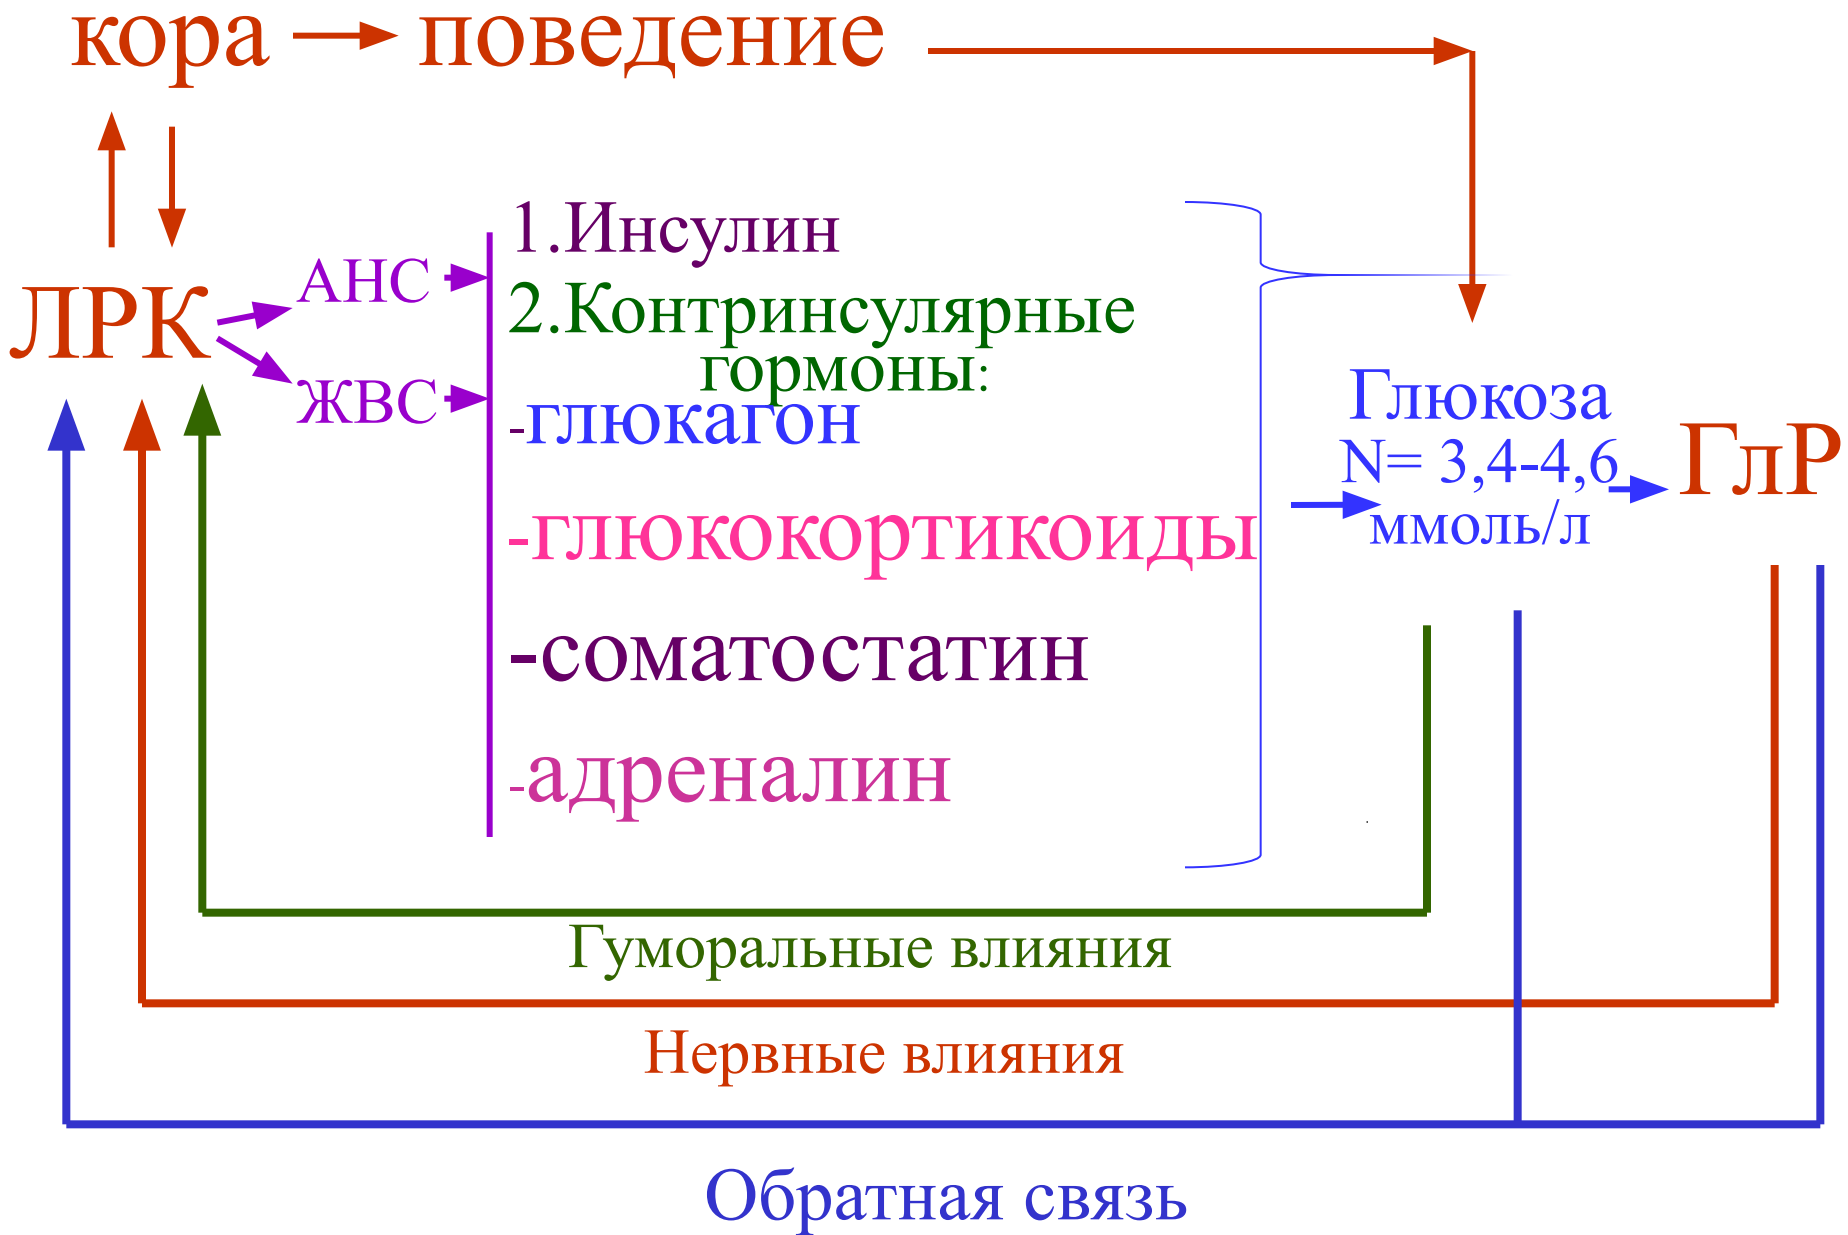 кора
поведение
ЛРК
АНС
ЖВС
1.Инсулин
2.Контринсулярные
гормоны:
-глюкагон
-глюкокортикоиды
-соматостатин
-адреналин
Глюкоза
N= 3,4-4,6
ммоль/л
ГлР
Гуморальные влияния
Нервные влияния
Обратная связь